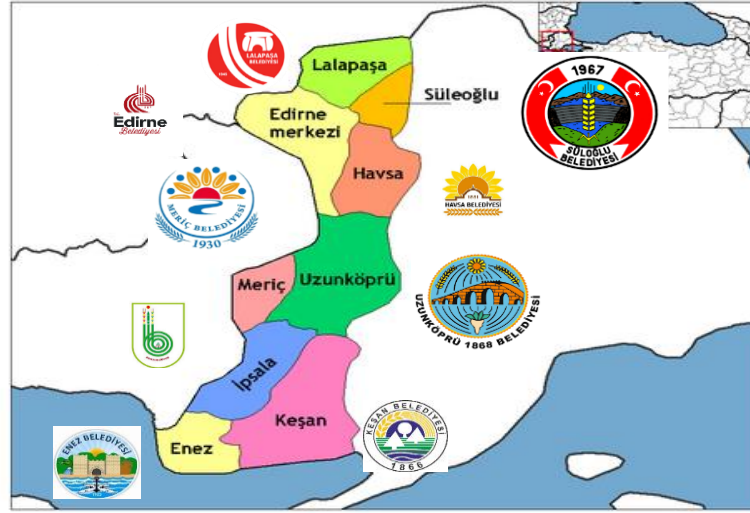 LALAPAŞA
BELEDİYESİ
Lalapaşa
1967
SÜLOĞLU
BELEDİYESİ
Süleoğlu
T.C.
Edirne
Belediyesi
Edirne
merkezi
Havsa
HAVSA BELEDİYESİ
MERİÇ BELEDİYESİ
1930
Meriç
Uzunköprü
UZUNKÖPRÜ 1868 BELEDİYESİ
İpsala
Keşan
KEŞAN BELEDİYESİ
1866
Enez
ENEZ BELEDİYESİ